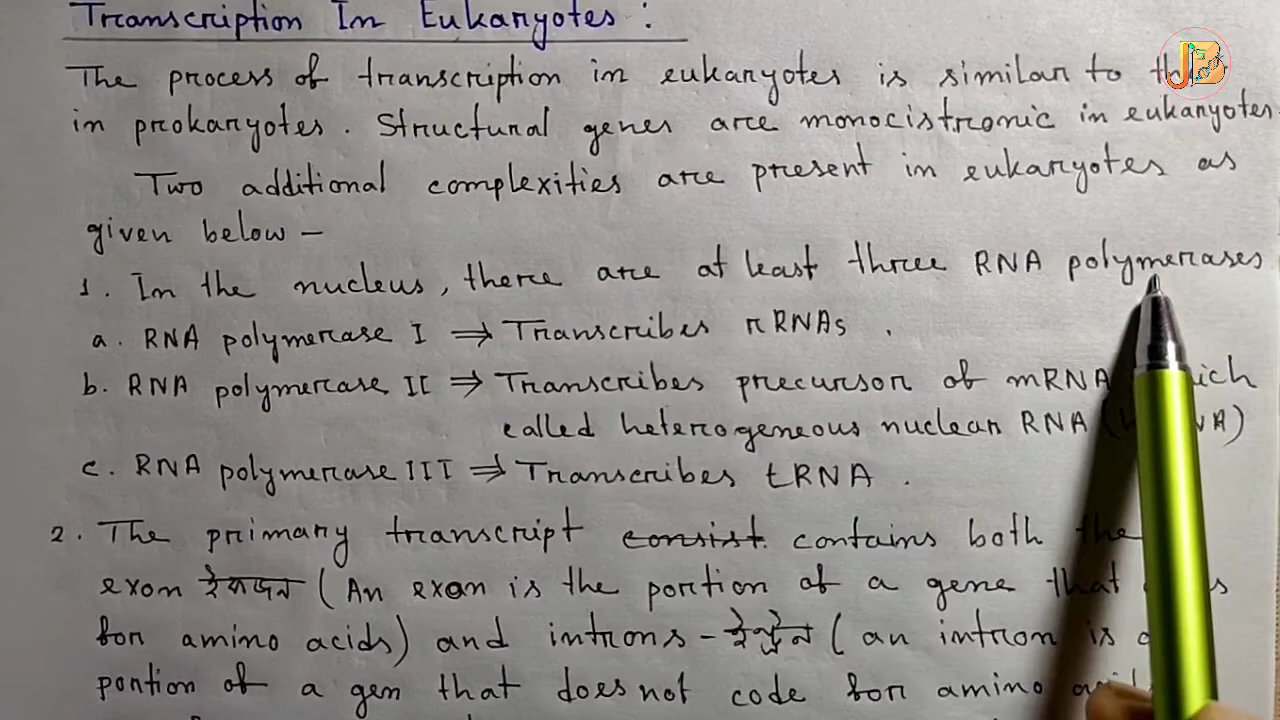 Transcription In Eukaryotes :
The process of transcription in eukaryotes is similar to
in prokaryotes. Structural genes are monocistronic in eukaryotes
Two additional complexities are present in eukaryotes as
given below -
1. In the nucleus, there are at least three RNA polymerases
a. RNA polymerase I ⇒ Transcribes rRNAs .
b. RNA polymerase II ⇒ Transcribes precursor of mRNA
called heterogeneous nuclear RNA
c. RNA polymerase III ⇒ Transcribes tRNA .
2. The primary transcript consist contains both the
exon (An exon is the portion of a gene that
for amino acids) and introns - (an intron is
portion of a gen that does not code for amino